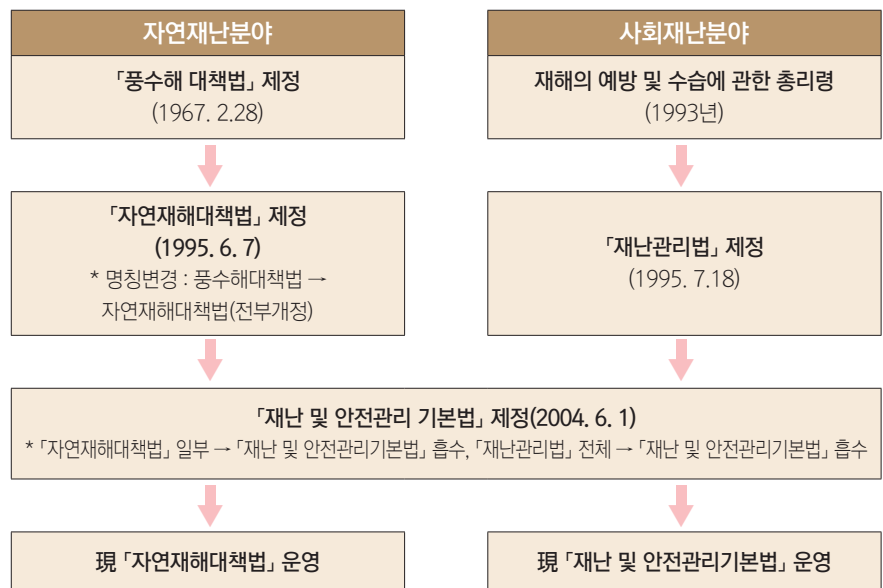 자연재난분야
「풍수해 대책법」 제정
(1967. 2.28)
「자연재해대책법」 제정
(1995. 6. 7)
* 명칭변경 : 풍수해대책법 →
자연재해대책법(전부개정)
사회재난분야
재해의 예방 및 수습에 관한 총리령
(1993년)
「재난관리법」 제정
(1995. 7.18)
「재난 및 안전관리 기본법」 제정(2004. 6. 1)
* 「자연재해대책법」 일부 → 「재난 및 안전관리기본법」 흡수, 「재난관리법」 전체 → 「재난 및 안전관리기본법」 흡수
現 「자연재해대책법」 운영
現 「재난 및 안전관리기본법」 운영